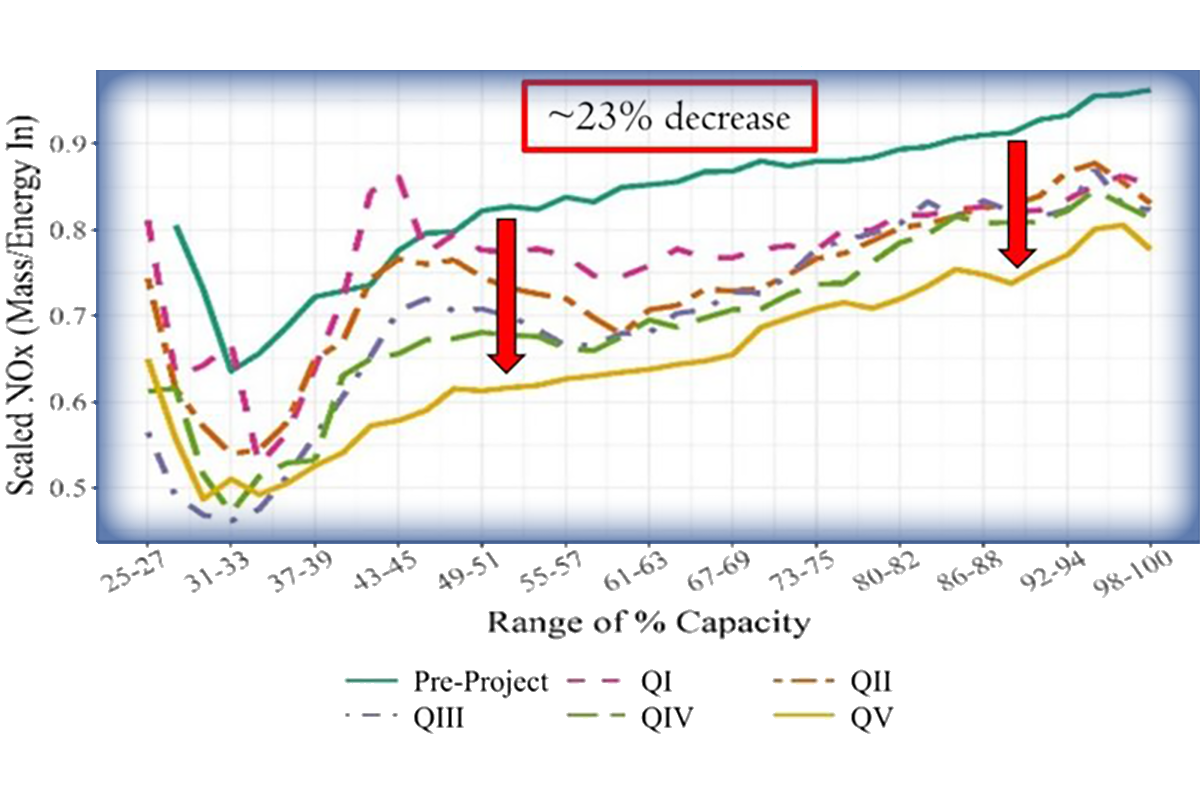 ~23% decrease
Scaled NOx (Mass/Energy In)
0.9
0.8
0.7
0.6
0.5
25-27 31-33 37-39 43-45 49-51 55-57 61-63 67-69 73-75 80-82 86-88 92-94 98-100
Range of % Capacity
Pre-Project QI QII
QIII QIV QV